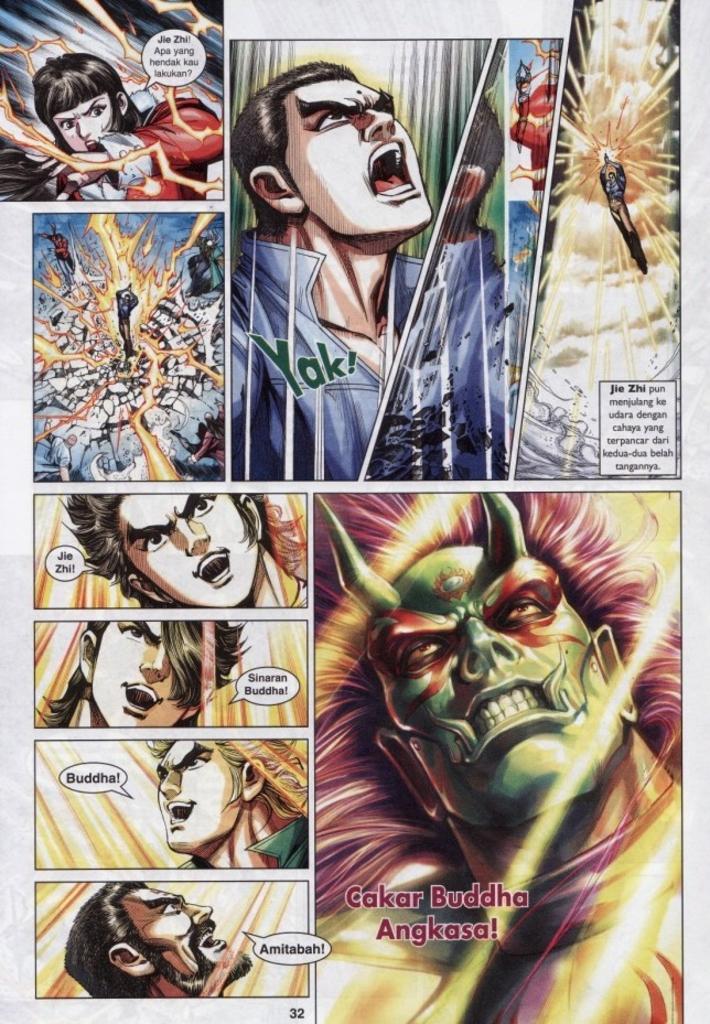 Jie Zhi!
Apa yang
hendak kau
lakukan?
Yak!
Jie Zhi pun
menjulang ke
udara dengan
cahaya yang
terpancar dari
kedua-dua belah
tangannya.
Jie
Zhi!
Sinaran
Buddha!
Buddha!
Amitabah!
Cakar Buddha
Angkasa!
32